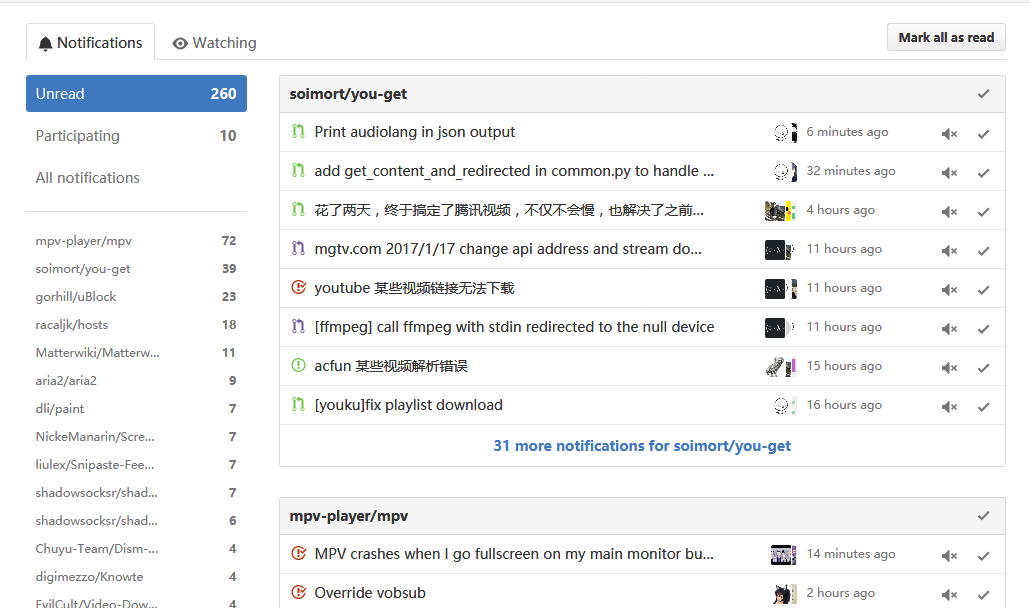 Notifications
Watching
Mark all as read
Unread 260
Participating 10
All notifications
mpv-player/mpv 72
soimort/you-get 39
gorhill/uBlock 23
racaljk/hosts 18
Matterwiki/Matterw... 11
aria2/aria2 9
dli/paint 7
NickeManarin/Scre... 7
liulex/Snipaste-Fee... 7
shadowsocksr/shad... 7
shadowsocksr/shad... 6
Chuyu-Team/Dism-... 4
digimezzo/Knowte 4
EvilCult/Video-Dow... 4
soimort/you-get
Print audiolang in json output 6 minutes ago
add get_content_and_redirected in common.py to handle ... 32 minutes ago
花了两天，终于搞定了腾讯视频，不仅不会慢，也解决了之前... 4 hours ago
mgtv.com 2017/1/17 change api address and stream do... 11 hours ago
youtube 某些视频链接无法下载 11 hours ago
[ffmpeg] call ffmpeg with stdin redirected to the null device 11 hours ago
acfun 某些视频解析错误 15 hours ago
[youku]fix playlist download 16 hours ago
31 more notifications for soimort/you-get
mpv-player/mpv
MPV crashes when I go fullscreen on my main monitor bu... 14 minutes ago
Override vobsub 2 hours ago